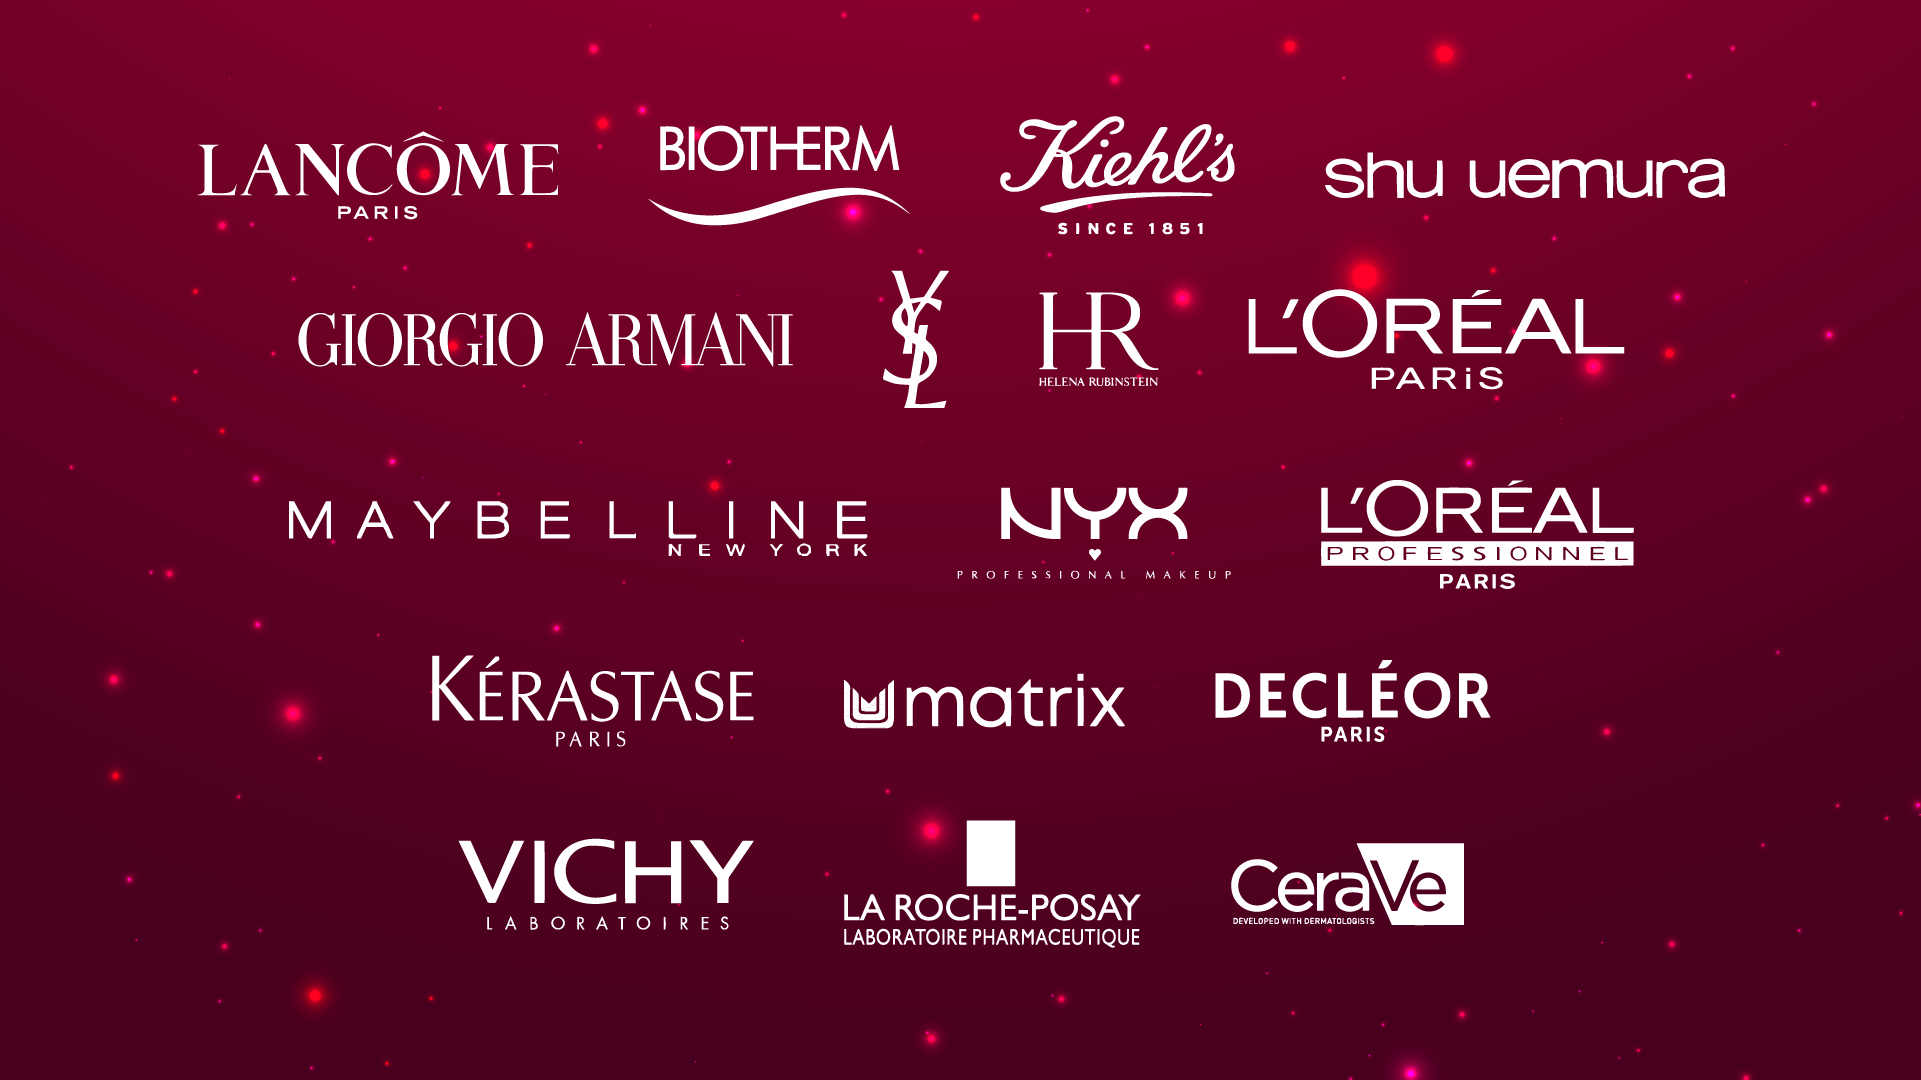 LANCÔME
PARIS
BIOTHERM
Kiehl's
SINCE 1851
shu uemura
GIORGIO ARMANI
YSL
HR
HELENA RUBINSTEIN
L'ORÉAL
PARiS
MAYBELLINE
NEW YORK
NYX
PROFESSIONAL MAKEUP
L'ORÉAL
PROFESSIONNEL
PARIS
KÉRASTASE
PARIS
matrix
DECLÉOR
PARIS
VICHY
LABORATOIRES
LA ROCHE-POSAY
LABORATOIRE PHARMACEUTIQUE
CeraVe
DEVELOPED WITH DERMATOLOGISTS